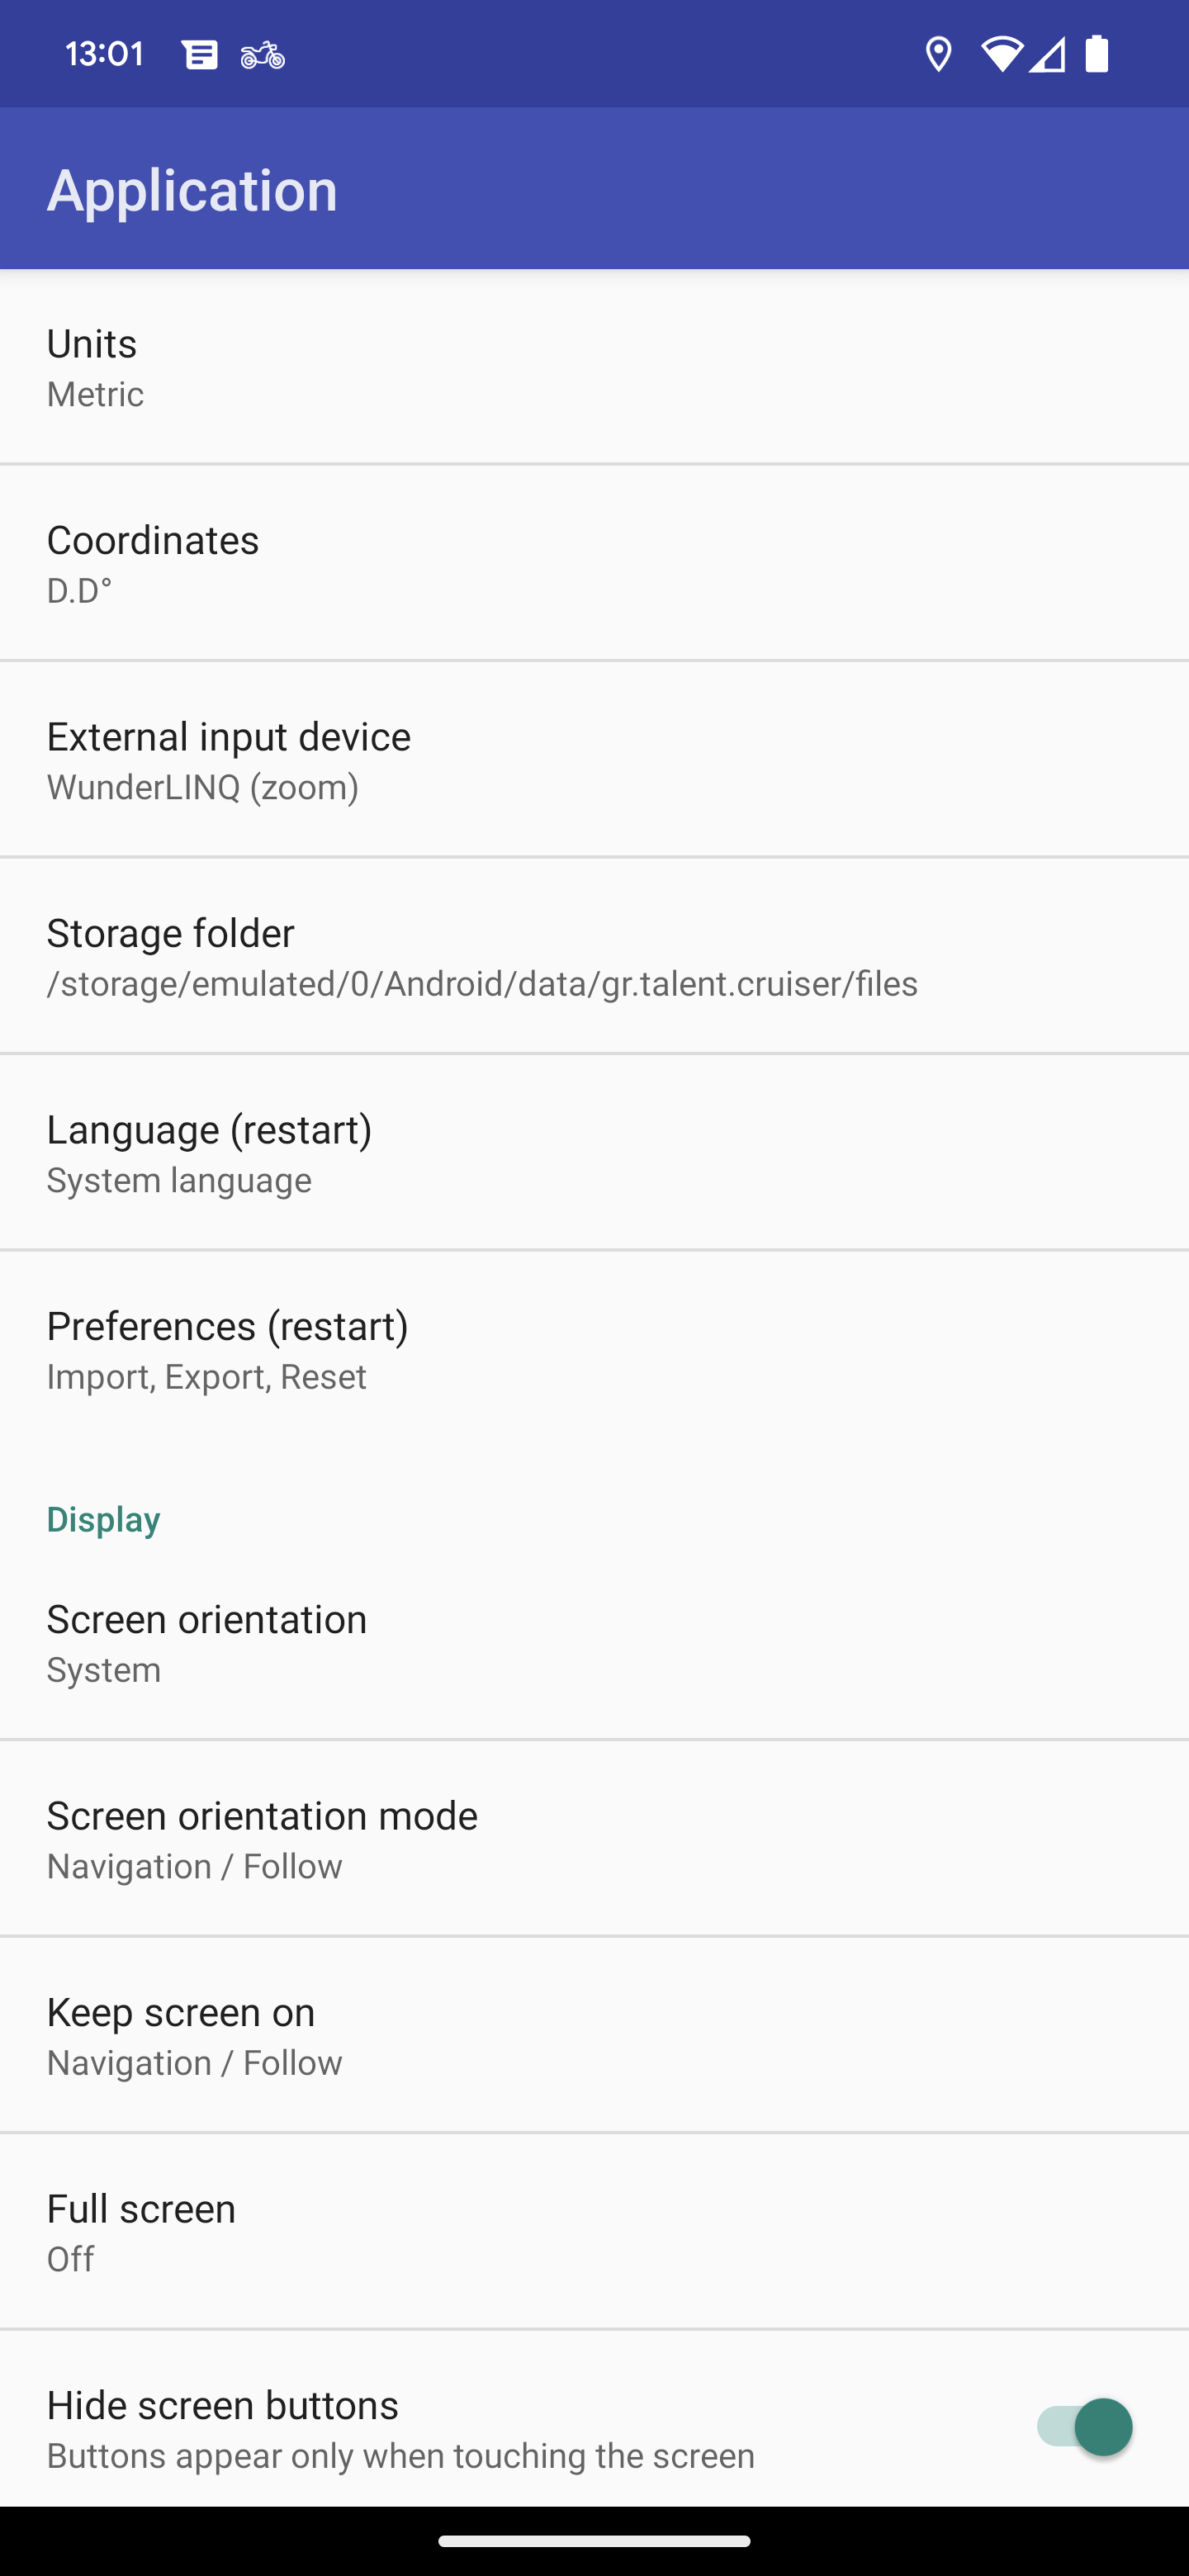 13:01
Application
Units
Metric
Coordinates
D.D°
External input device
WunderLINQ (zoom)
Storage folder
/storage/emulated/0/Android/data/gr.talent.cruiser/files
Language (restart)
System language
Preferences (restart)
Import, Export, Reset
Display
Screen orientation
System
Screen orientation mode
Navigation / Follow
Keep screen on
Navigation / Follow
Full screen
Off
Hide screen buttons
Buttons appear only when touching the screen